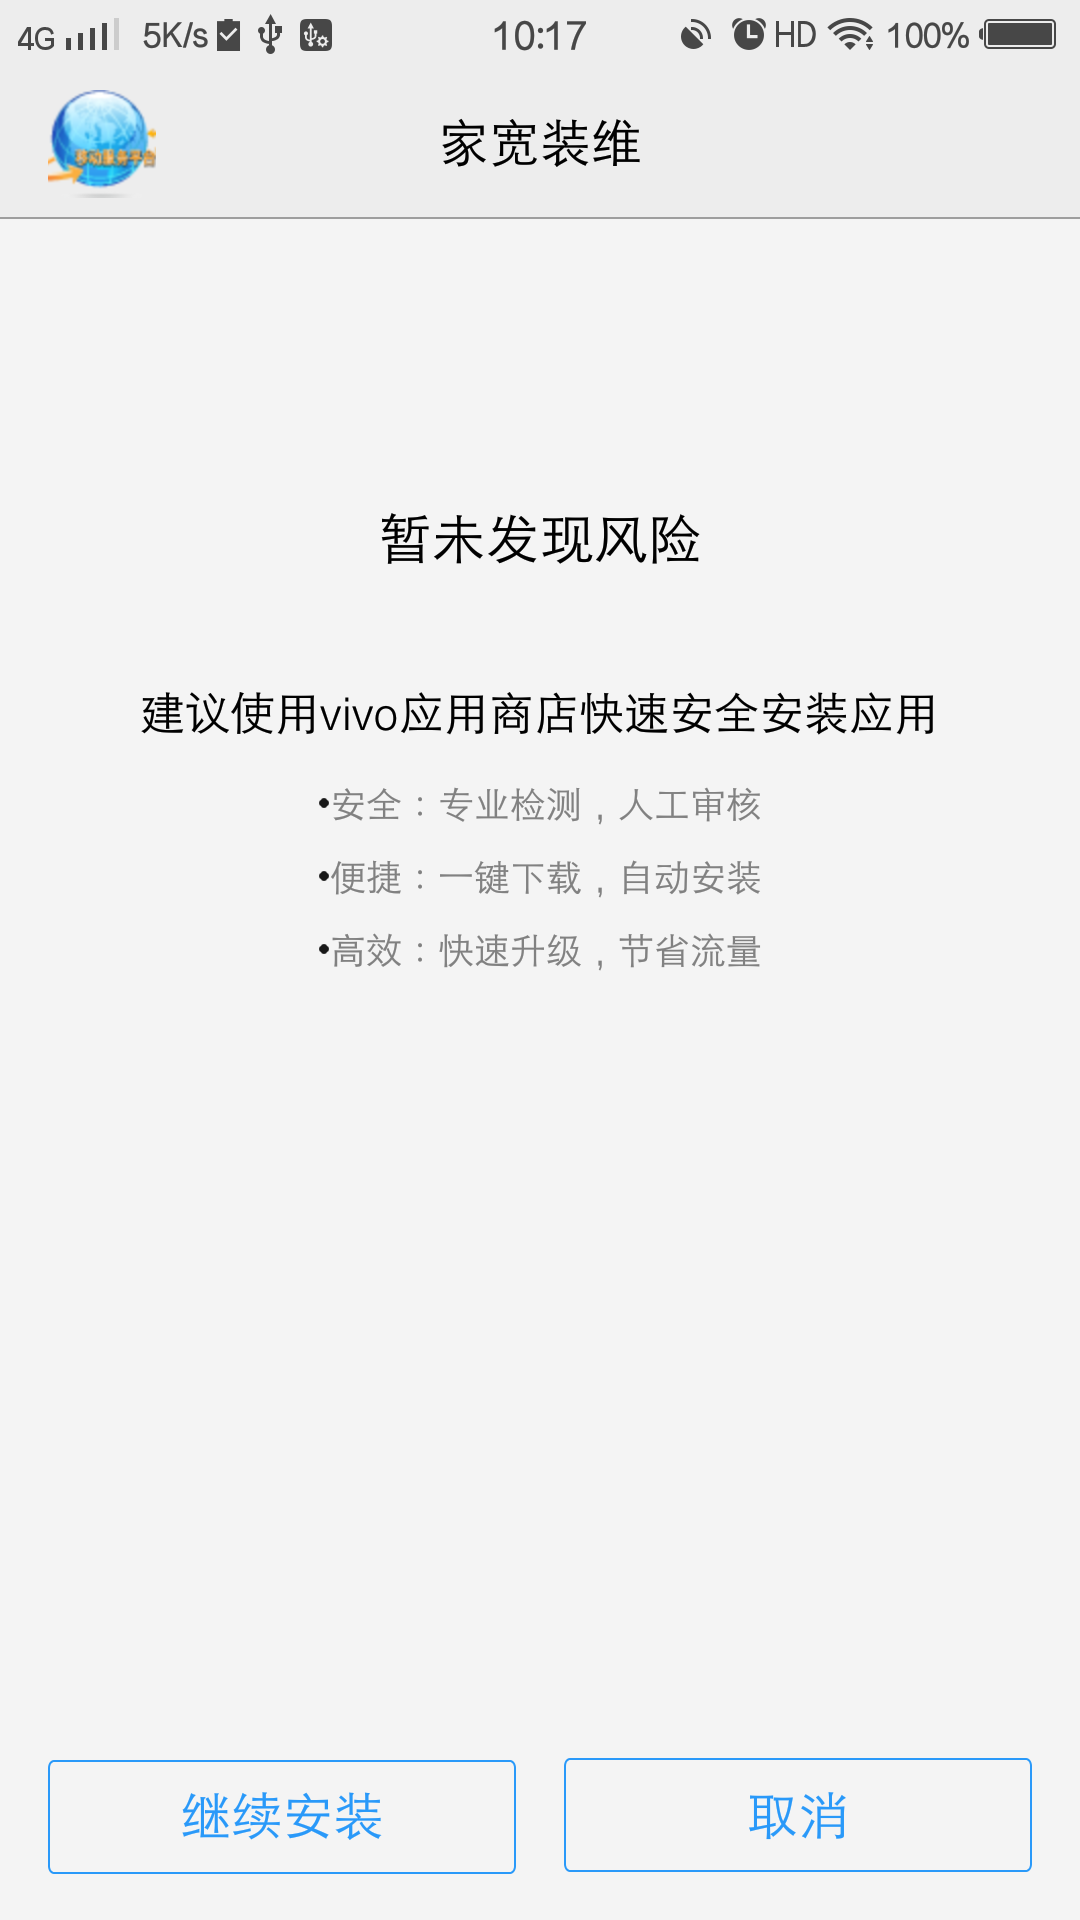 4G 5K/s 10:17 HD 100%
移动服务平台
家宽装维
暂未发现风险
建议使用vivo应用商店快速安全安装应用
•安全：专业检测，人工审核
•便捷：一键下载，自动安装
•高效：快速升级，节省流量
继续安装
取消